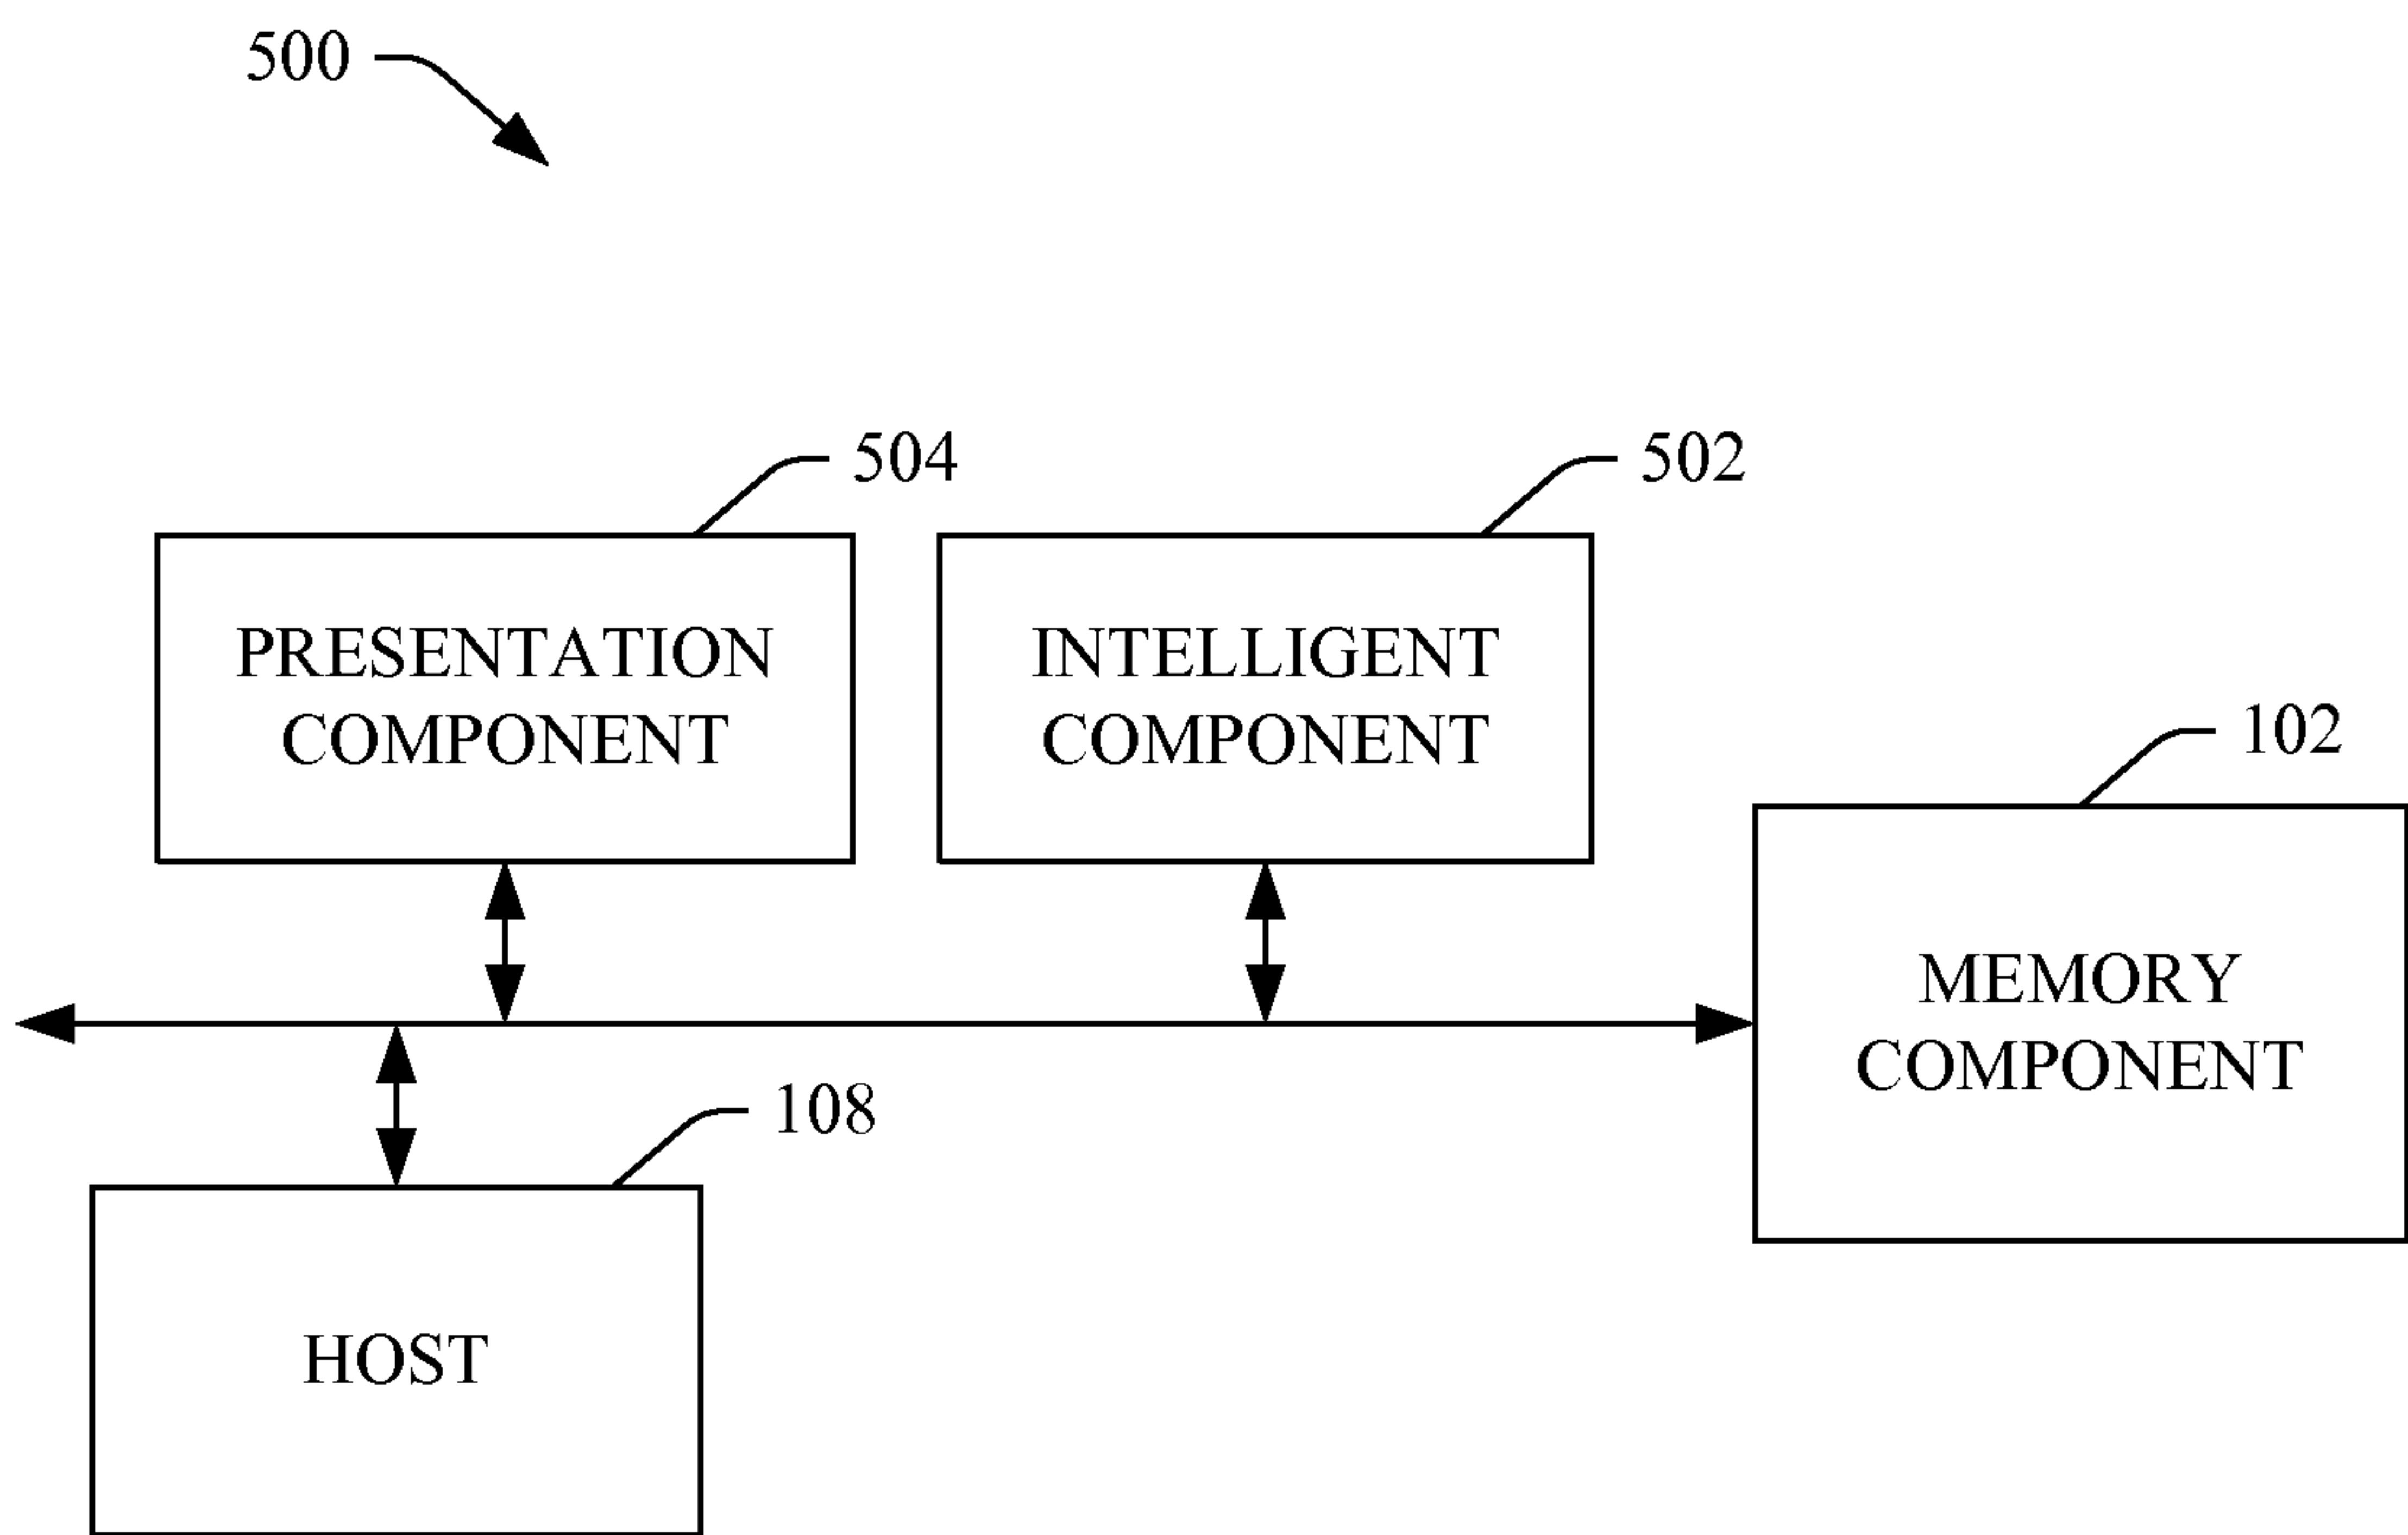 500
504
502
PRESENTATION
COMPONENT
INTELLIGENT
COMPONENT
102
MEMORY
COMPONENT
108
HOST